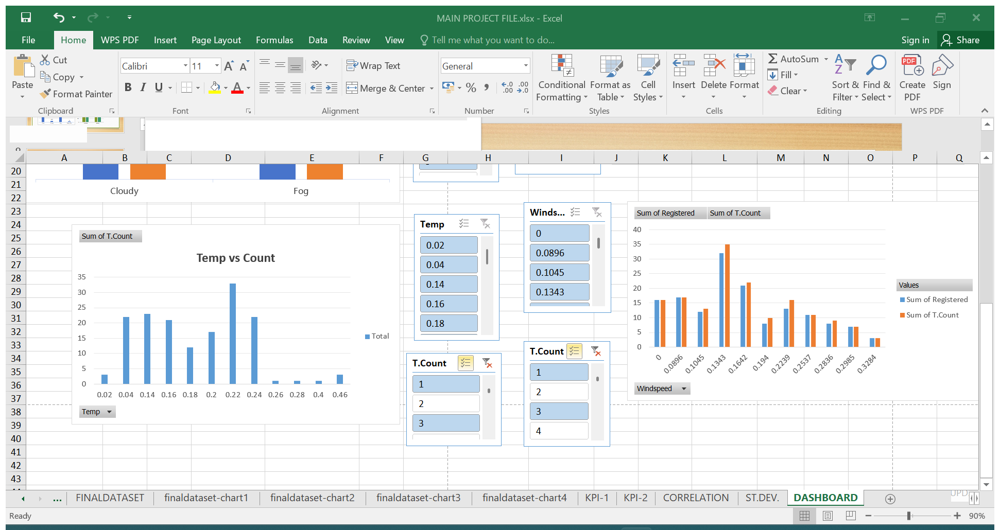 MAIN PROJECT FILE.xlsx - Excel
File Home WPS PDF Insert Page Layout Formulas Data Review View Tell me what you want to do... Sign in Share
Paste
Cut
Copy
Format Painter
Clipboard
Calibri 11
B I U
Font
Wrap Text
Merge & Center
Alignment
General
Number
Conditional Formatting
Format as Table
Cell Styles
Styles
Insert Delete Format
Cells
AutoSum
Fill
Clear
Sort & Filter
Find & Select
Editing
Create PDF
Sign
WPS PDF
A B C D E F G H I J K L M N O P Q
20
21
22
23
24
25
26
27
28
29
30
31
32
33
34
35
36
37
38
39
40
41
42
43
Cloudy Fog
Sum of T.Count
Temp vs Count
35
30
25
20
15
10
5
0
0.02 0.04 0.14 0.16 0.18 0.2 0.22 0.24 0.26 0.28 0.4 0.46
Total
Temp
Temp
0.02
0.04
0.14
0.16
0.18
T.Count
1
2
3
Winds...
0
0.0896
0.1045
0.1343
T.Count
1
2
3
4
Sum of Registered Sum of T.Count
40
35
30
25
20
15
10
5
0
0 0.0896 0.1045 0.1343 0.1642 0.194 0.2239 0.2537 0.2836 0.2985 0.3284
Values
Sum of Registered
Sum of T.Count
Windspeed
... FINALDATASET finaldataset-chart1 finaldataset-chart2 finaldataset-chart3 finaldataset-chart4 KPI-1 KPI-2 CORRELATION ST.DEV. DASHBOARD
Ready
90%